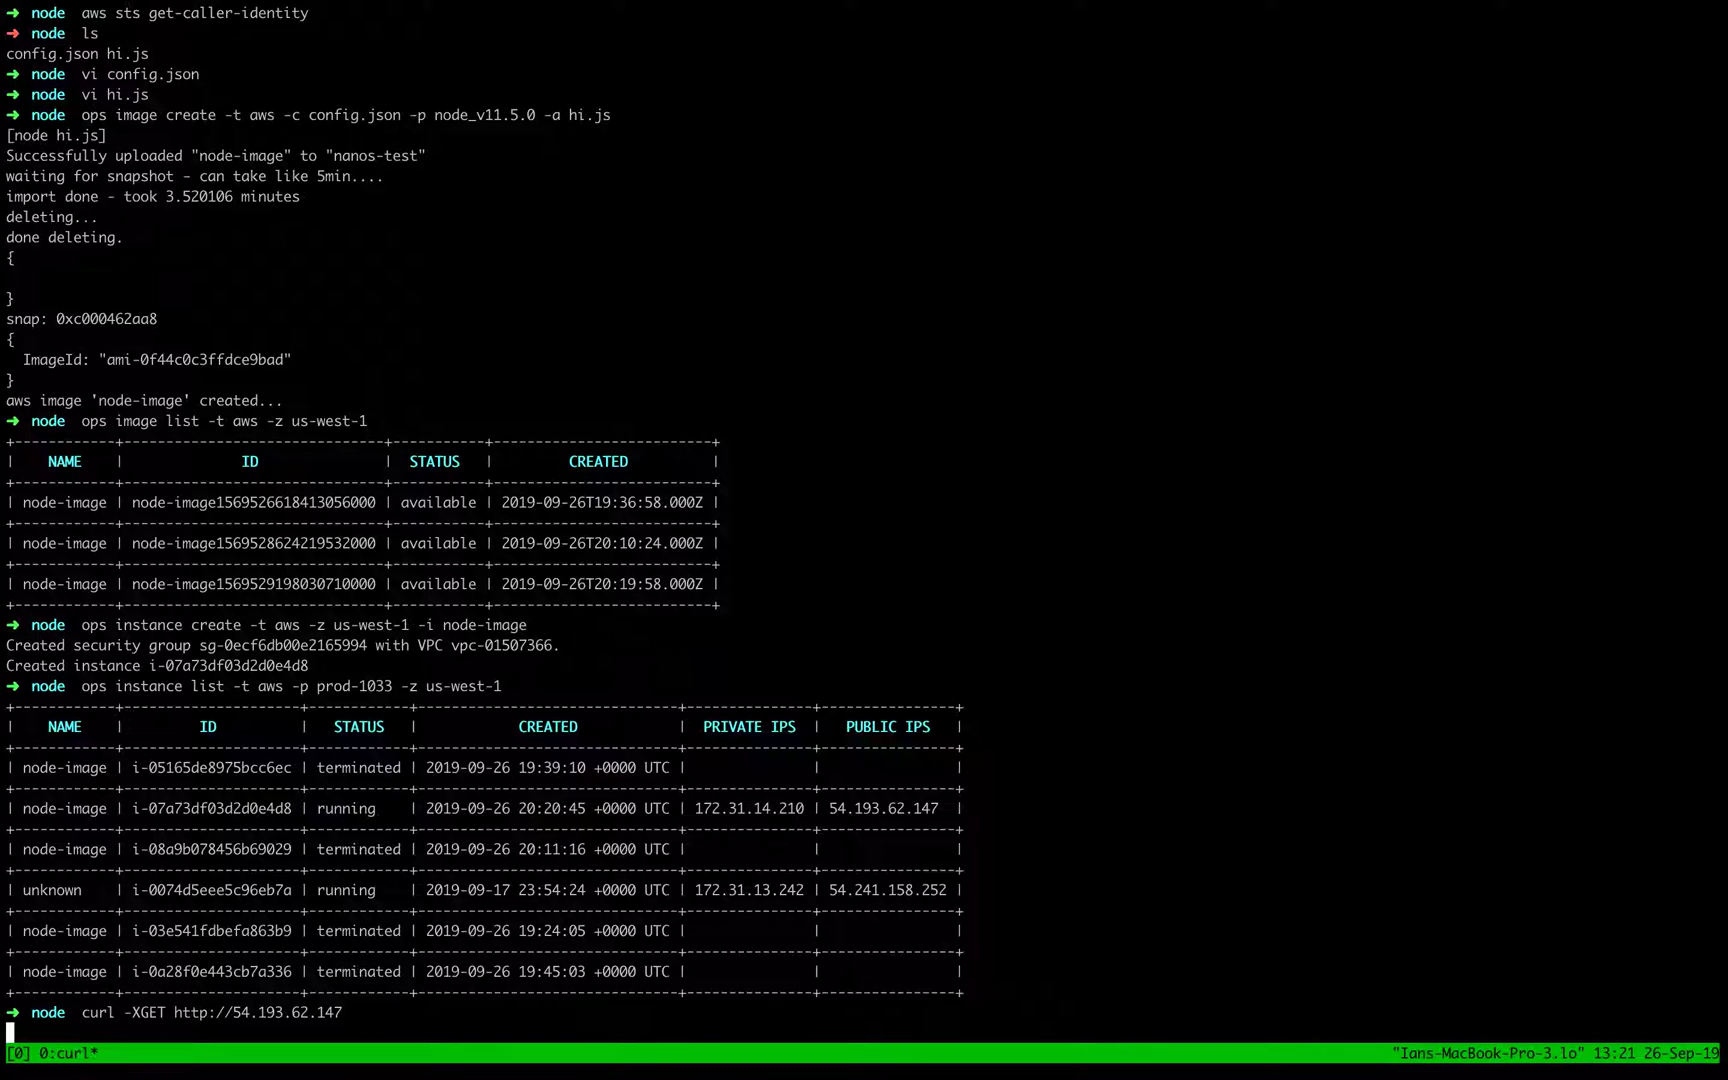 ➜ node aws sts get-caller-identity
➜ node ls
config.json hi.js
➜ node vi config.json
➜ node vi hi.js
➜ node ops image create -t aws -c config.json -p node_v11.5.0 -a hi.js
[node hi.js]
Successfully uploaded "node-image" to "nanos-test"
waiting for snapshot - can take like 5min....
import done - took 3.520106 minutes
deleting...
done deleting.
{
}
snap: 0xc000462aa8
{
ImageId: "ami-0f44c0c3ffdce9bad"
}
aws image 'node-image' created...
➜ node ops image list -t aws -z us-west-1
| NAME | ID | STATUS | CREATED |
| node-image | node-image1569526618413056000 | available | 2019-09-26T19:36:58.000Z |
| node-image | node-image1569528624219532000 | available | 2019-09-26T20:10:24.000Z |
| node-image | node-image1569529198030710000 | available | 2019-09-26T20:19:58.000Z |
➜ node ops instance create -t aws -z us-west-1 -i node-image
Created security group sg-0ecf6db00e2165994 with VPC vpc-01507366.
Created instance i-07a73df03d2d0e4d8
➜ node ops instance list -t aws -p prod-1033 -z us-west-1
| NAME | ID | STATUS | CREATED | PRIVATE IPS | PUBLIC IPS |
| node-image | i-05165de8975bcc6ec | terminated | 2019-09-26 19:39:10 +0000 UTC | | |
| node-image | i-07a73df03d2d0e4d8 | running | 2019-09-26 20:20:45 +0000 UTC | 172.31.14.210 | 54.193.62.147 |
| node-image | i-08a9b078456b69029 | terminated | 2019-09-26 20:11:16 +0000 UTC | | |
| unknown | i-0074d5eee5c96eb7a | running | 2019-09-17 23:54:24 +0000 UTC | 172.31.13.242 | 54.241.158.252 |
| node-image | i-03e541fdbefa863b9 | terminated | 2019-09-26 19:24:05 +0000 UTC | | |
| node-image | i-0a28f0e443cb7a336 | terminated | 2019-09-26 19:45:03 +0000 UTC | | |
➜ node curl -XGET http://54.193.62.147
[0] 0:curl* "Ians-MacBook-Pro-3.lo" 13:21 26-Sep-19